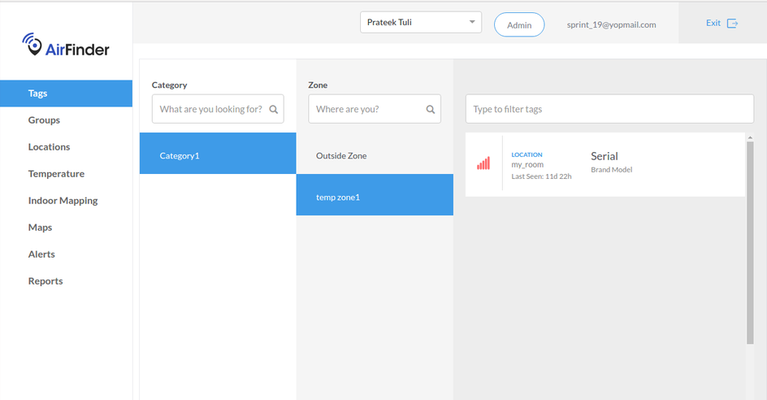 Prateek Tuli
Admin
sprint_19@yopmail.com
Exit
AirFinder
Tags
Groups
Locations
Temperature
Indoor Mapping
Maps
Alerts
Reports
Category
What are you looking for?
Category1
Zone
Where are you?
Outside Zone
temp zone1
Type to filter tags
LOCATION
my_room
Last Seen: 11d 22h
Serial
Brand Model